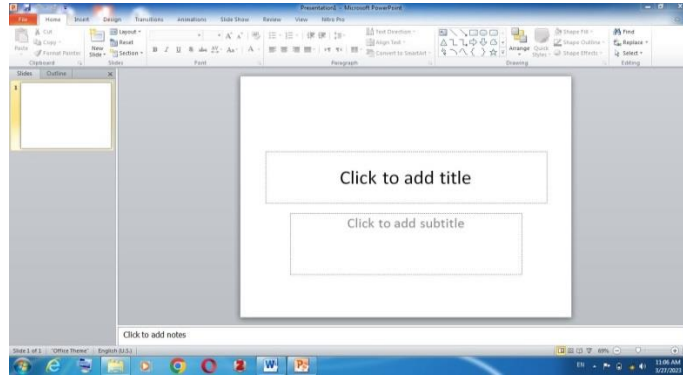 Presentation1 - Microsoft PowerPoint
File Home Insert Design Transitions Animations Slide Show Review View Nitro Pro
Paste
Cut
Copy
Format Painter
Clipboard
New Slide
Layout
Reset
Section
Slides
B I U S abc AV Aa A
Font
Text Direction
Align Text
Convert to SmartArt
Paragraph
Arrange
Quick Styles
Shape Fill
Shape Outline
Shape Effects
Drawing
Find
Replace
Select
Editing
Slides Outline
1
Click to add title
Click to add subtitle
Click to add notes
Slide 1 of 1 "Office Theme" English (U.S.) 69%
EN 11:06 AM
3/27/2023